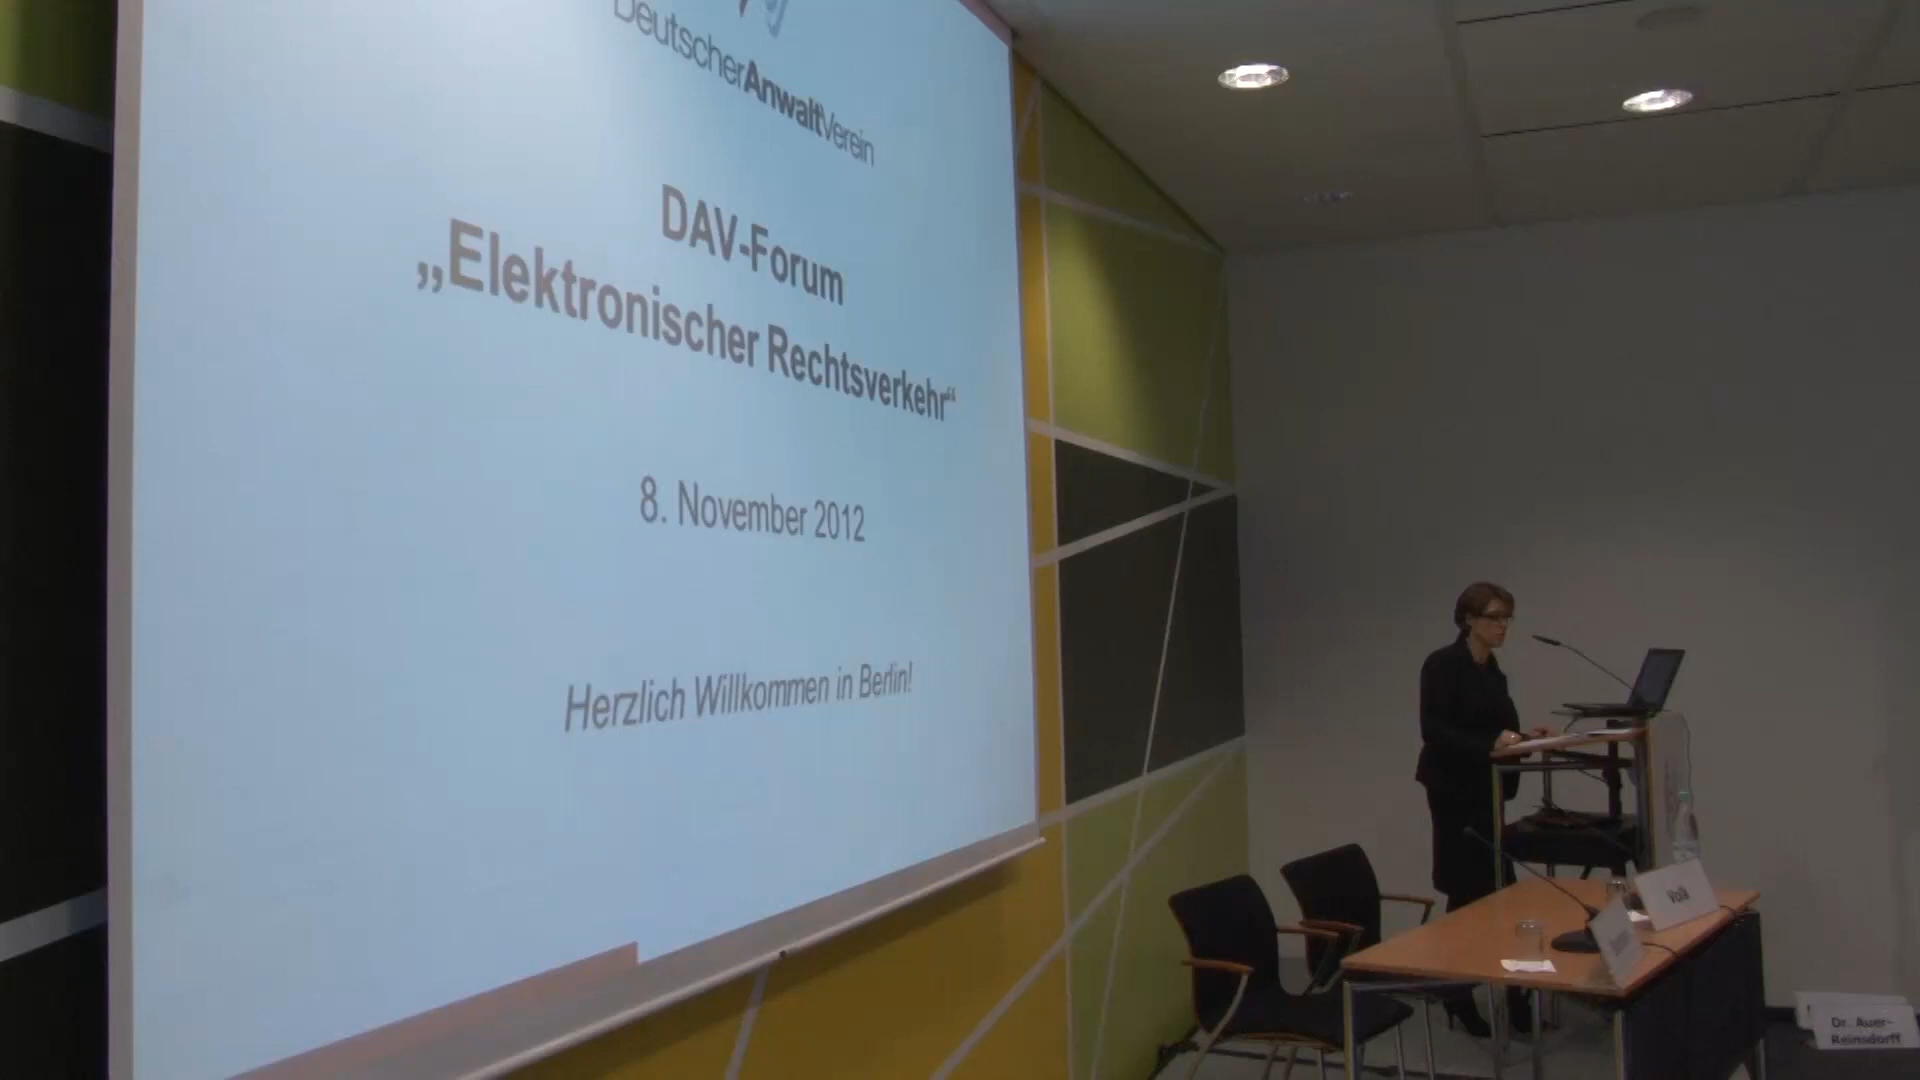 DeutscherAnwaltVerein
DAV-Forum
„Elektronischer Rechtsverkehr“
8. November 2012
Herzlich Willkommen in Berlin!
Volk
Dr. Auer-
Reinsdorff